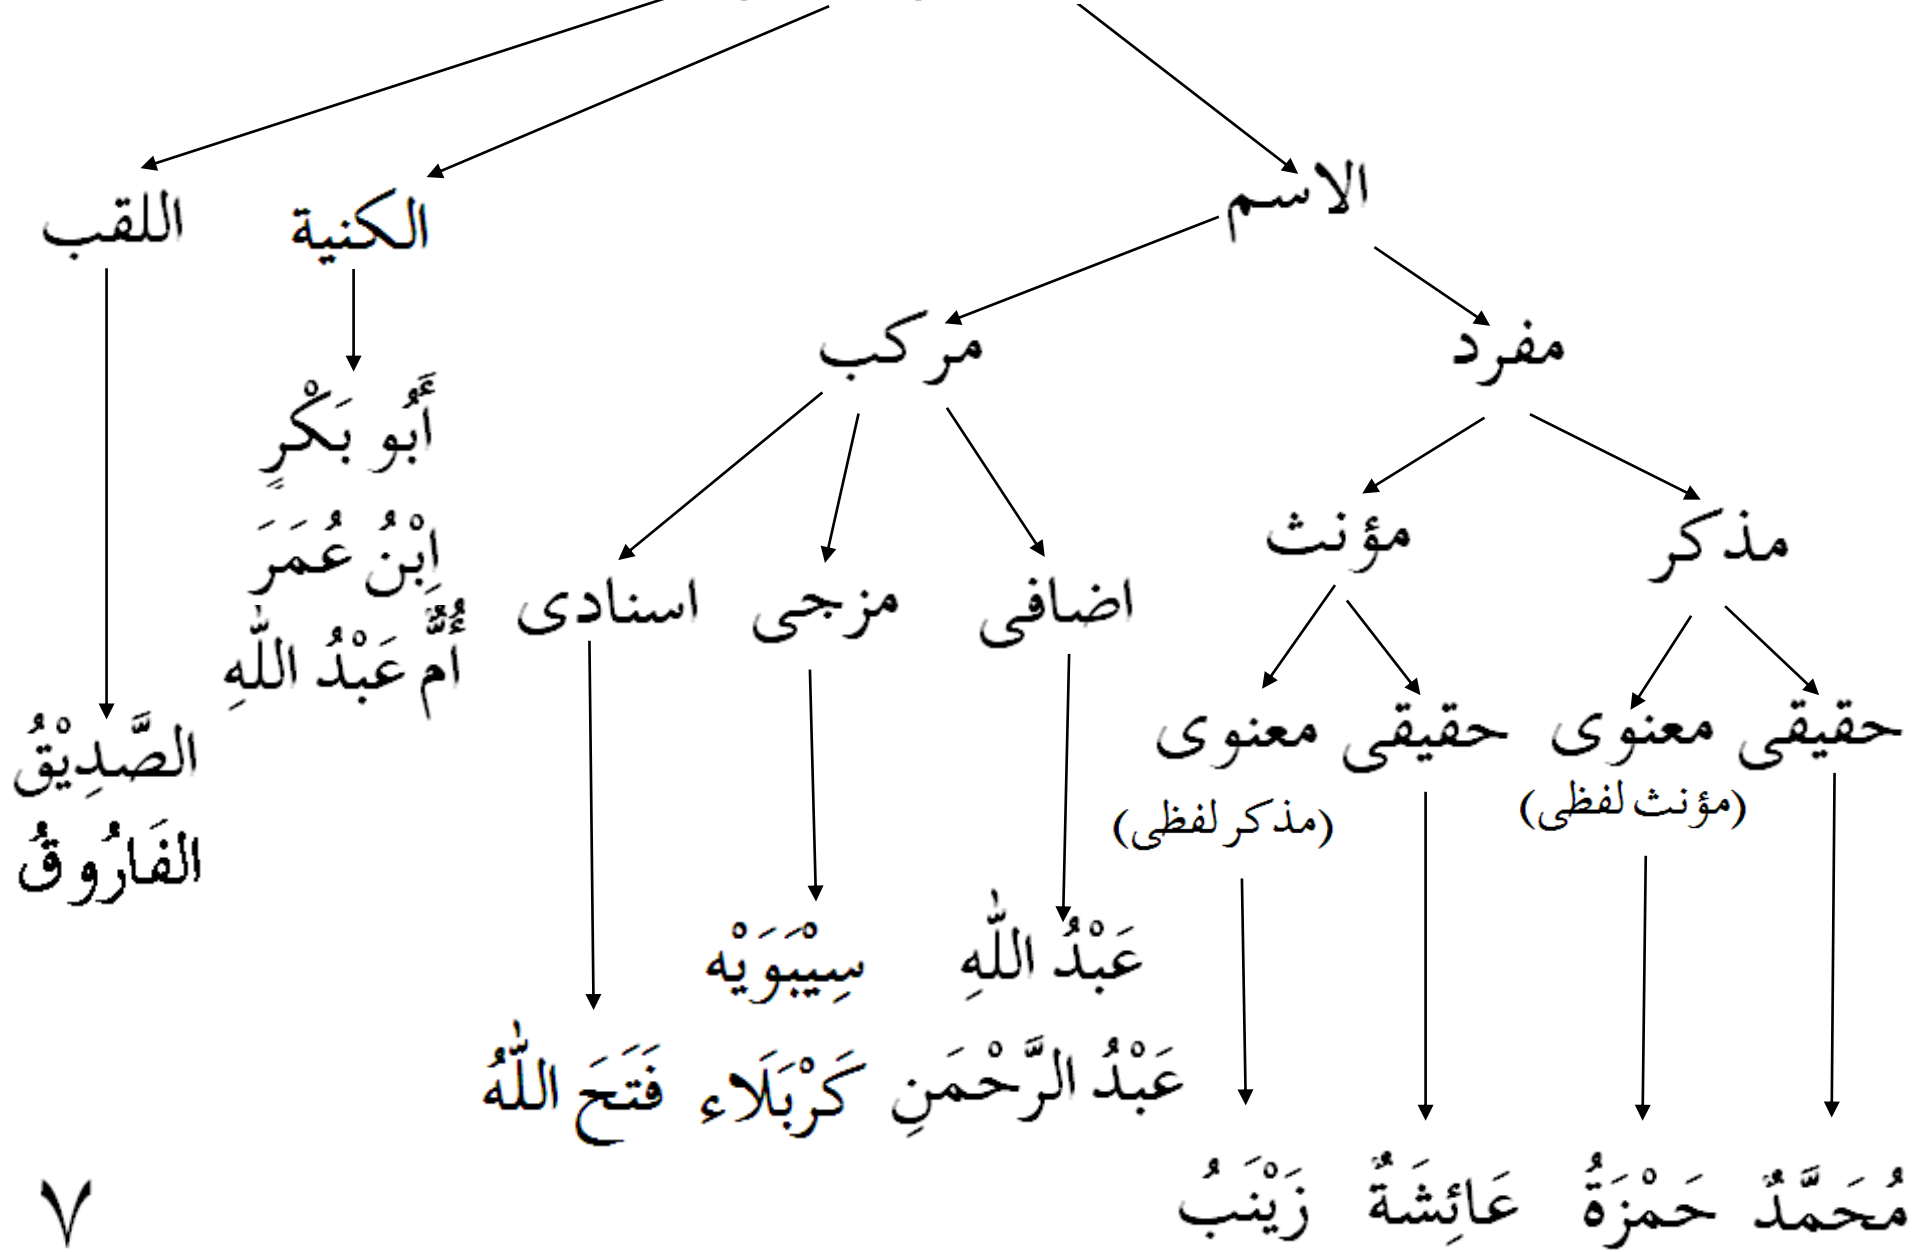 الاسم
الكنية
اللقب
مفرد
مركب
مذكر
مؤنث
اضافى
مزجى
اسنادى
أَبُو بَكْرٍ
اِبْنُ عُمَرَ
أُمُّ عَبْدُ اللّٰهِ
حقيقى
معنوى
(مؤنث لفظى)
حقيقى
معنوى
(مذكر لفظى)
الصَّدِيْقُ
الفَارُوقُ
عَبْدُ اللّٰهِ
عَبْدُ الرَّحْمَنِ
سِيْبَوَيْه
كَرْبَلَاء
فَتَحَ اللّٰهُ
مُحَمَّدٌ
حَمْزَةُ
عَائِشَةٌ
زَيْنَبُ
٧